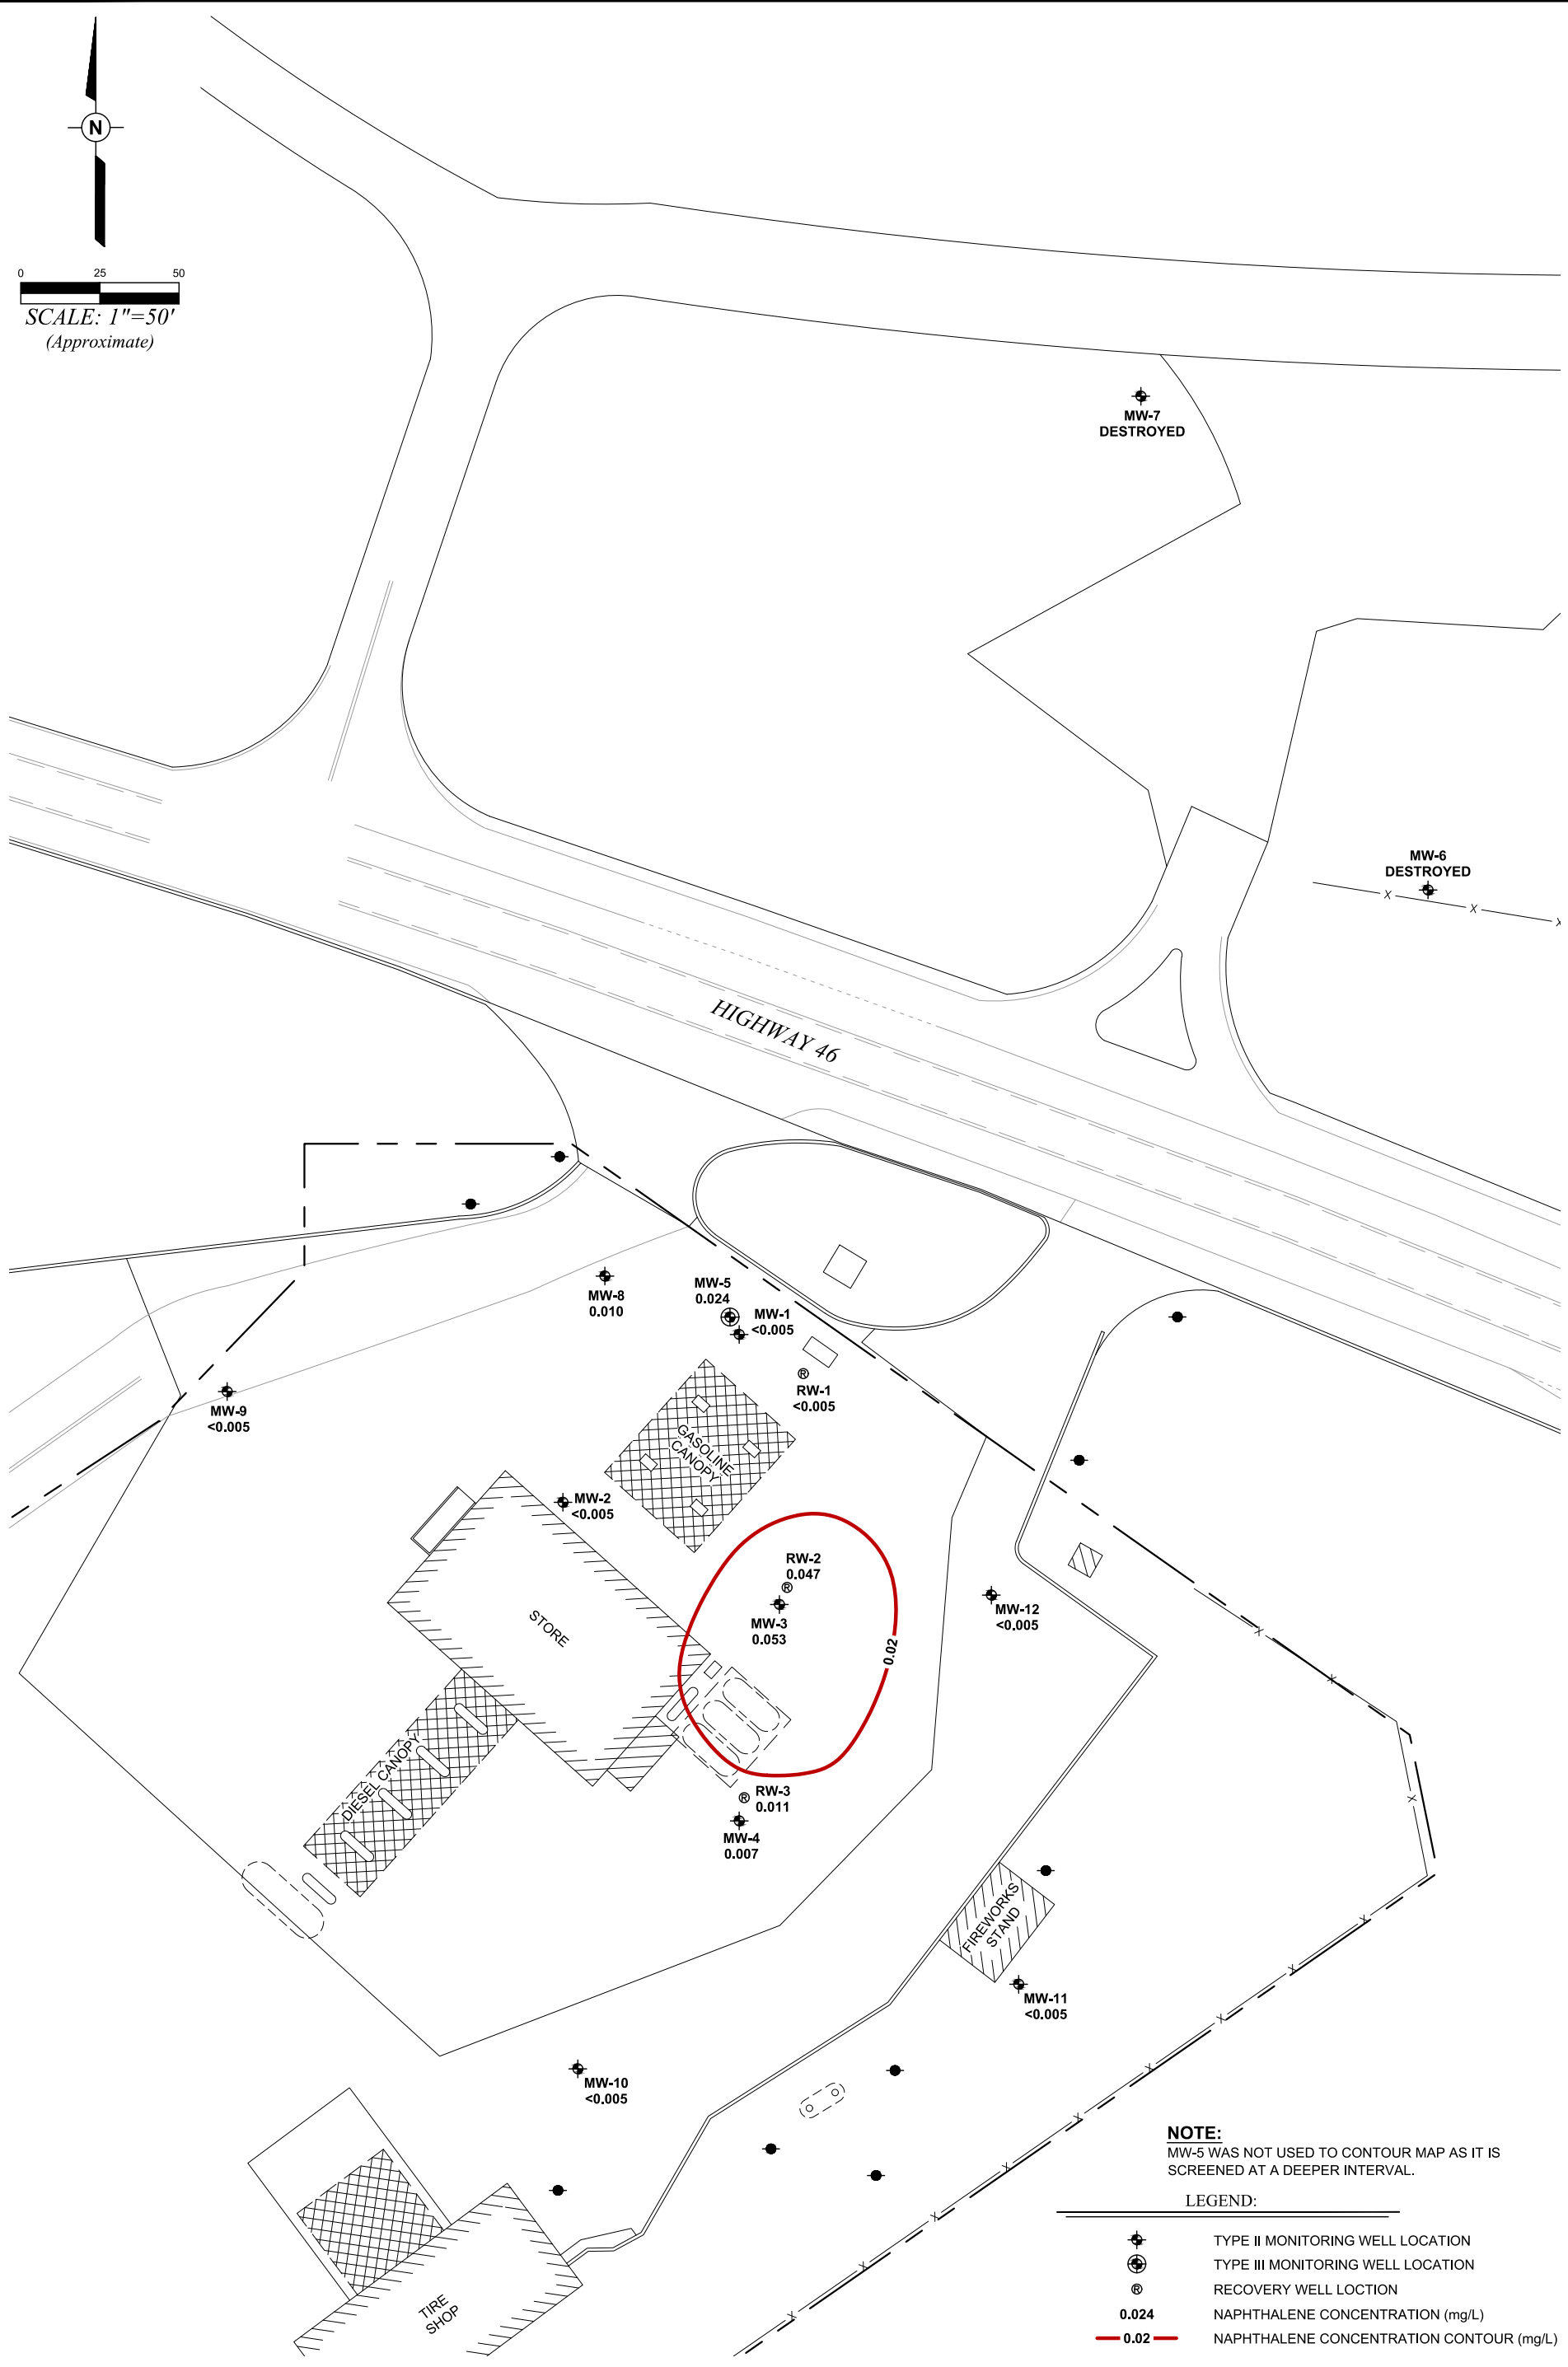 N
0 25 50
SCALE: 1"=50'
(Approximate)
MW-7
DESTROYED
MW-6
DESTROYED
X X X
HIGHWAY 46
MW-8
0.010
MW-5
0.024
MW-1
<0.005
R
RW-1
<0.005
MW-9
<0.005
GASOLINE
CANOPY
MW-2
<0.005
RW-2
0.047
R
MW-3
0.053
MW-12
<0.005
STORE
0.02
X
X
X
DIESEL CANOPY
R
RW-3
0.011
MW-4
0.007
FIREWORKS
STAND
X
X
MW-11
<0.005
X
X
MW-10
<0.005
X
X
X
X
X
TIRE
SHOP
NOTE:
MW-5 WAS NOT USED TO CONTOUR MAP AS IT IS
SCREENED AT A DEEPER INTERVAL.
LEGEND:
TYPE II MONITORING WELL LOCATION
TYPE III MONITORING WELL LOCATION
R RECOVERY WELL LOCTION
0.024 NAPHTHALENE CONCENTRATION (mg/L)
0.02 NAPHTHALENE CONCENTRATION CONTOUR (mg/L)